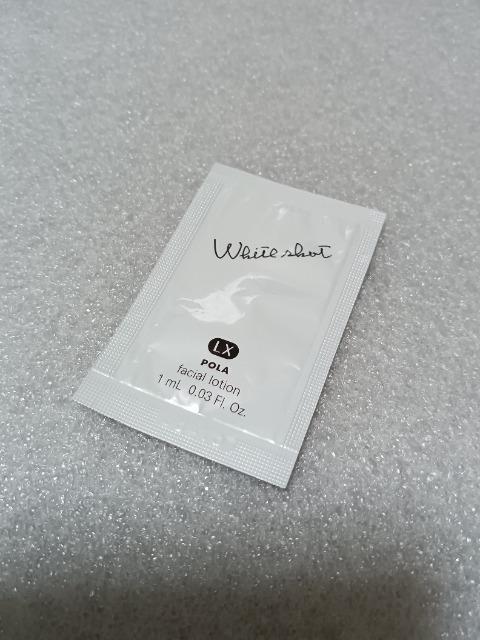 White shot
LX
POLA
facial lotion
1 mL 0.03 Fl. Oz.